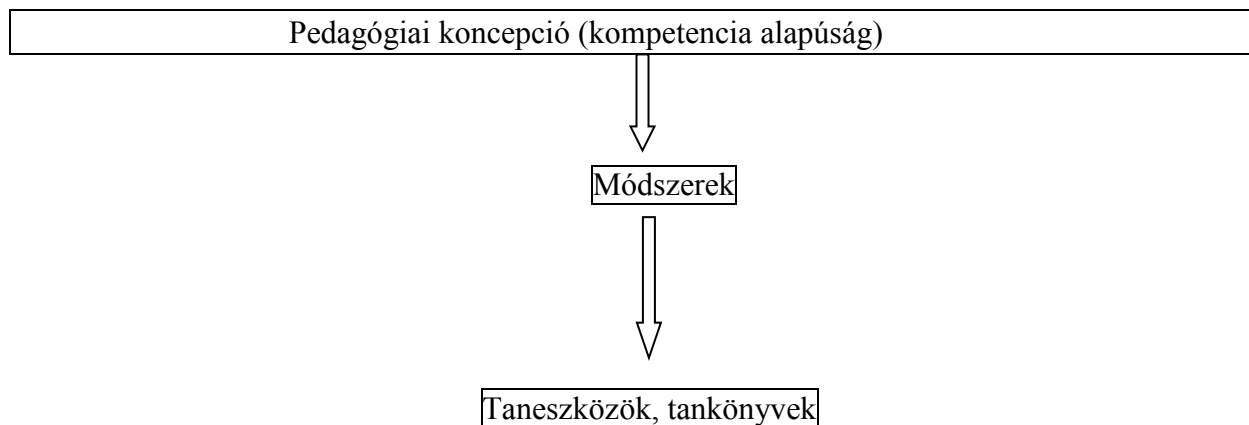 Pedagógiai koncepció (kompetencia alapúság)
Módszerek
Taneszközök, tankönyvek